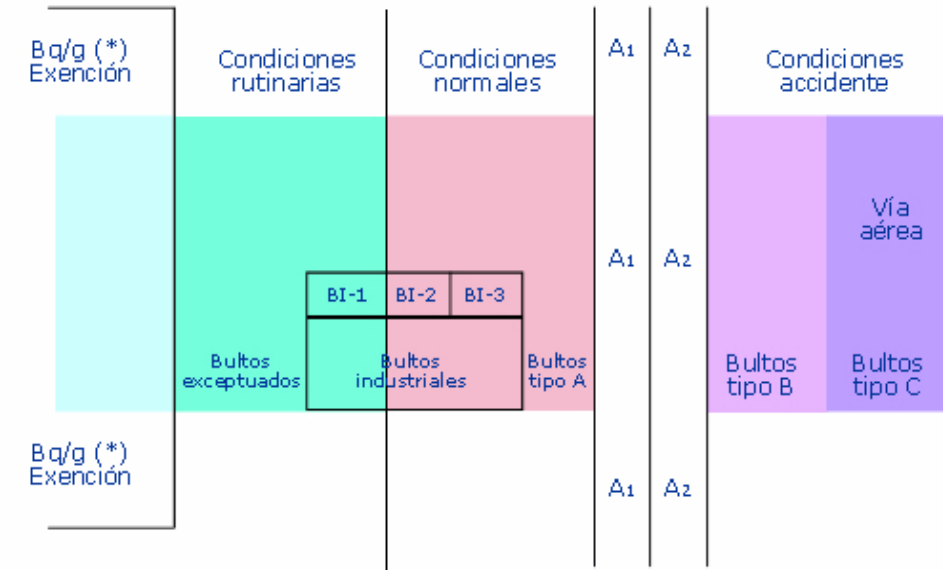 Bq/g (*)
Exención
Condiciones
rutinarias
Condiciones
normales
A₁
A₂
Condiciones
accidente
Vía
aérea
A₁
A₂
BI-1
BI-2
BI-3
Bultos
exceptuados
Bultos
industriales
Bultos
tipo A
Bultos
tipo B
Bultos
tipo C
Bq/g (*)
Exención
A₁
A₂